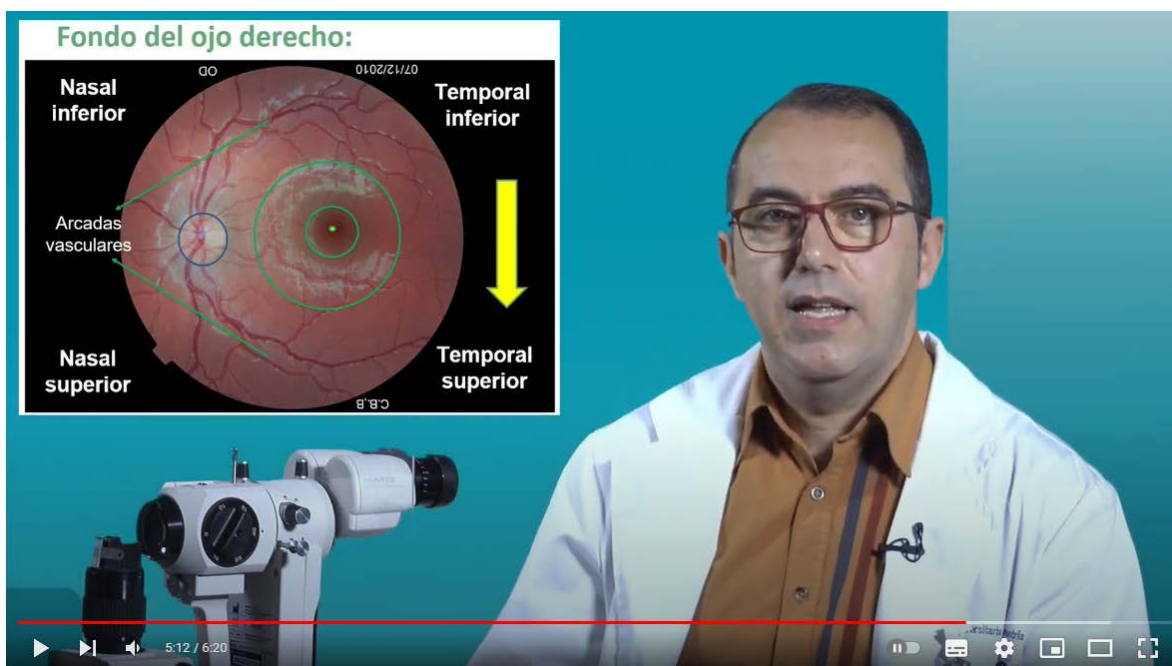 Fondo del ojo derecho:
OD
07/12/2010
Nasal
inferior
Temporal
inferior
Arcadas
vasculares
Nasal
superior
Temporal
superior
C.B,B
5:12 / 6:20